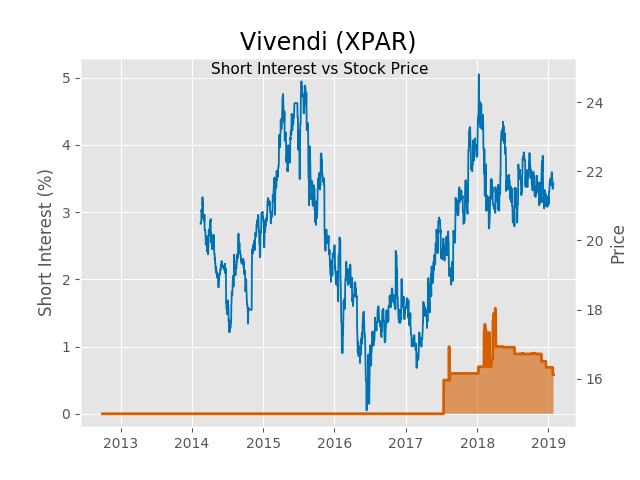 Vivendi (XPAR)
Short Interest vs Stock Price
Short Interest (%)
5
4
3
2
1
0
24
22
20
18
16
Price
2013 2014 2015 2016 2017 2018 2019